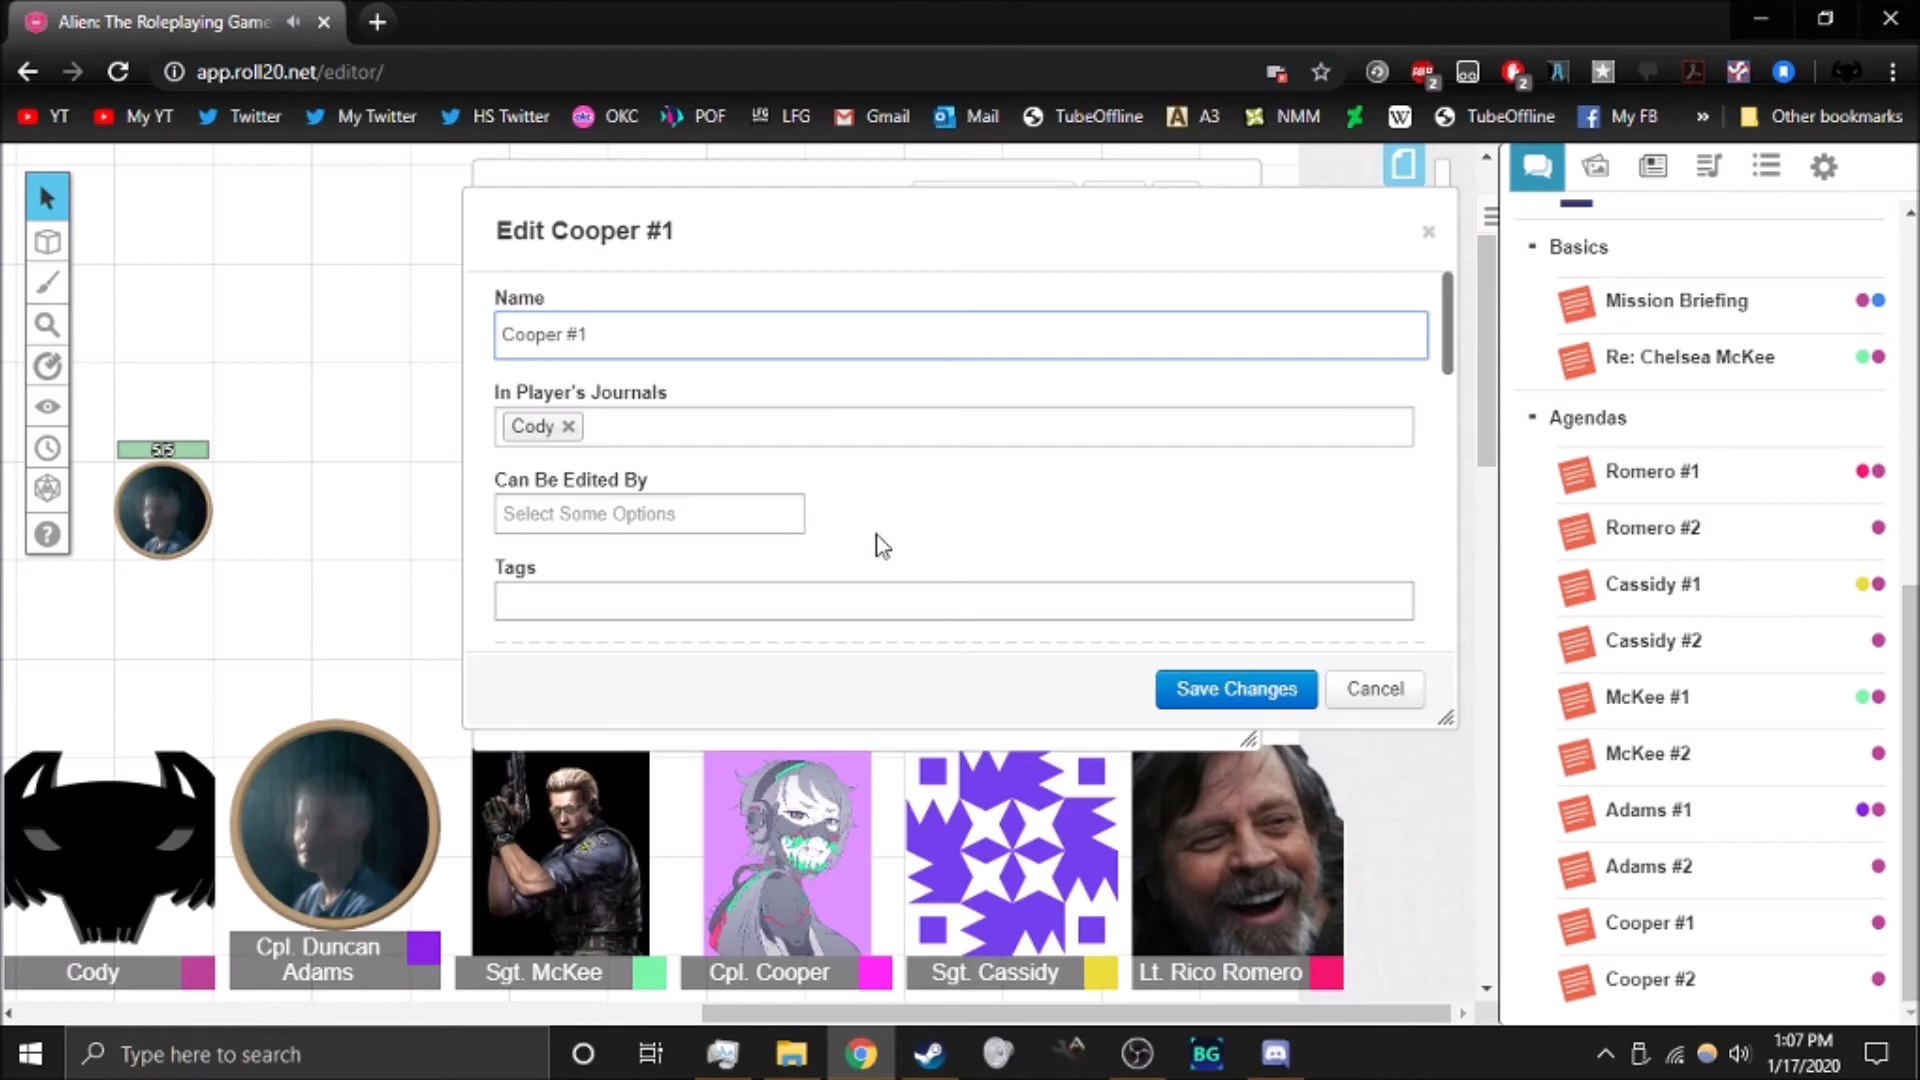 Alien: The Roleplaying Game
app.roll20.net/editor/
2
2
YT
My YT
Twitter
My Twitter
HS Twitter
OKC
POF
LFG
LFG
Gmail
Mail
TubeOffline
A3
NMM
W
TubeOffline
My FB
»
Other bookmarks
Edit Cooper #1
Name
Cooper #1
In Player's Journals
Cody
Can Be Edited By
Select Some Options
Tags
Save Changes
Cancel
5/5
Cody
Cpl. Duncan
Adams
Sgt. McKee
Cpl. Cooper
Sgt. Cassidy
Lt. Rico Romero
Basics
Mission Briefing
Re: Chelsea McKee
Agendas
Romero #1
Romero #2
Cassidy #1
Cassidy #2
McKee #1
McKee #2
Adams #1
Adams #2
Cooper #1
Cooper #2
Type here to search
BG
1:07 PM
1/17/2020